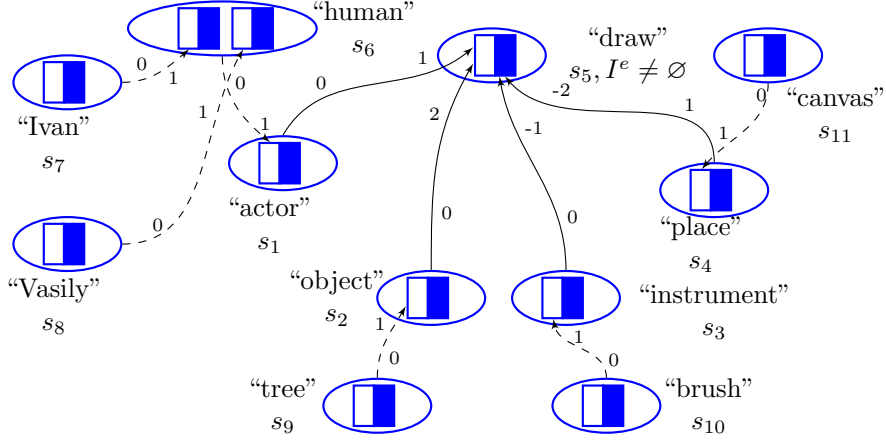 “human”
s6
“draw”
s5, I^e ≠ ∅
“Ivan”
s7
0
1
1
0
0
1
0
1
-2
1
0
1
“canvas”
s11
“actor”
s1
2
-1
“place”
s4
“Vasily”
s8
0
0
0
“object”
s2
“instrument”
s3
1
0
1
0
“tree”
s9
“brush”
s10